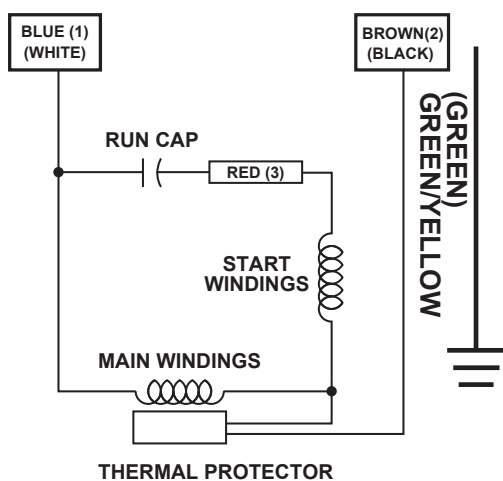 BLUE (1)
(WHITE)
BROWN(2)
(BLACK)
(GREEN)
GREEN/YELLOW
RUN CAP
RED (3)
START
WINDINGS
MAIN WINDINGS
THERMAL PROTECTOR